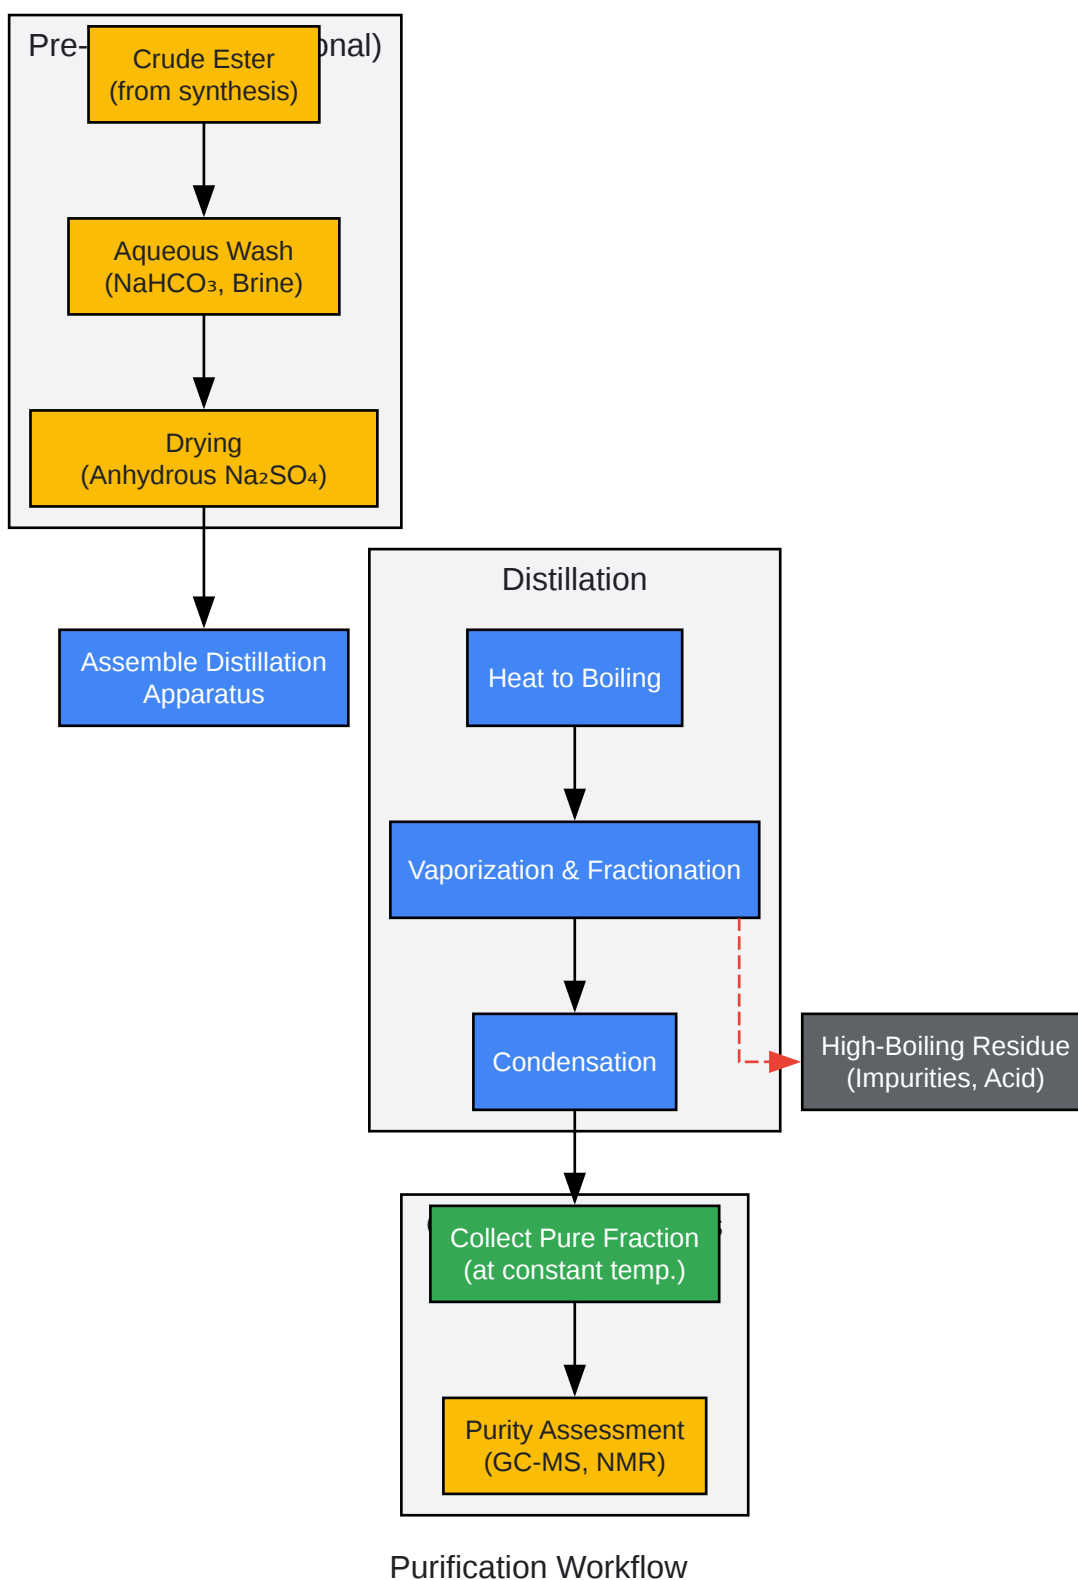 Pre-
onal)
Crude Ester
(from synthesis)
Aqueous Wash
(NaHCO₃, Brine)
Drying
(Anhydrous Na₂SO₄)
Assemble Distillation
Apparatus
Distillation
Heat to Boiling
Vaporization & Fractionation
Condensation
High-Boiling Residue
(Impurities, Acid)
Collect Pure Fraction
(at constant temp.)
Purity Assessment
(GC-MS, NMR)
Purification Workflow